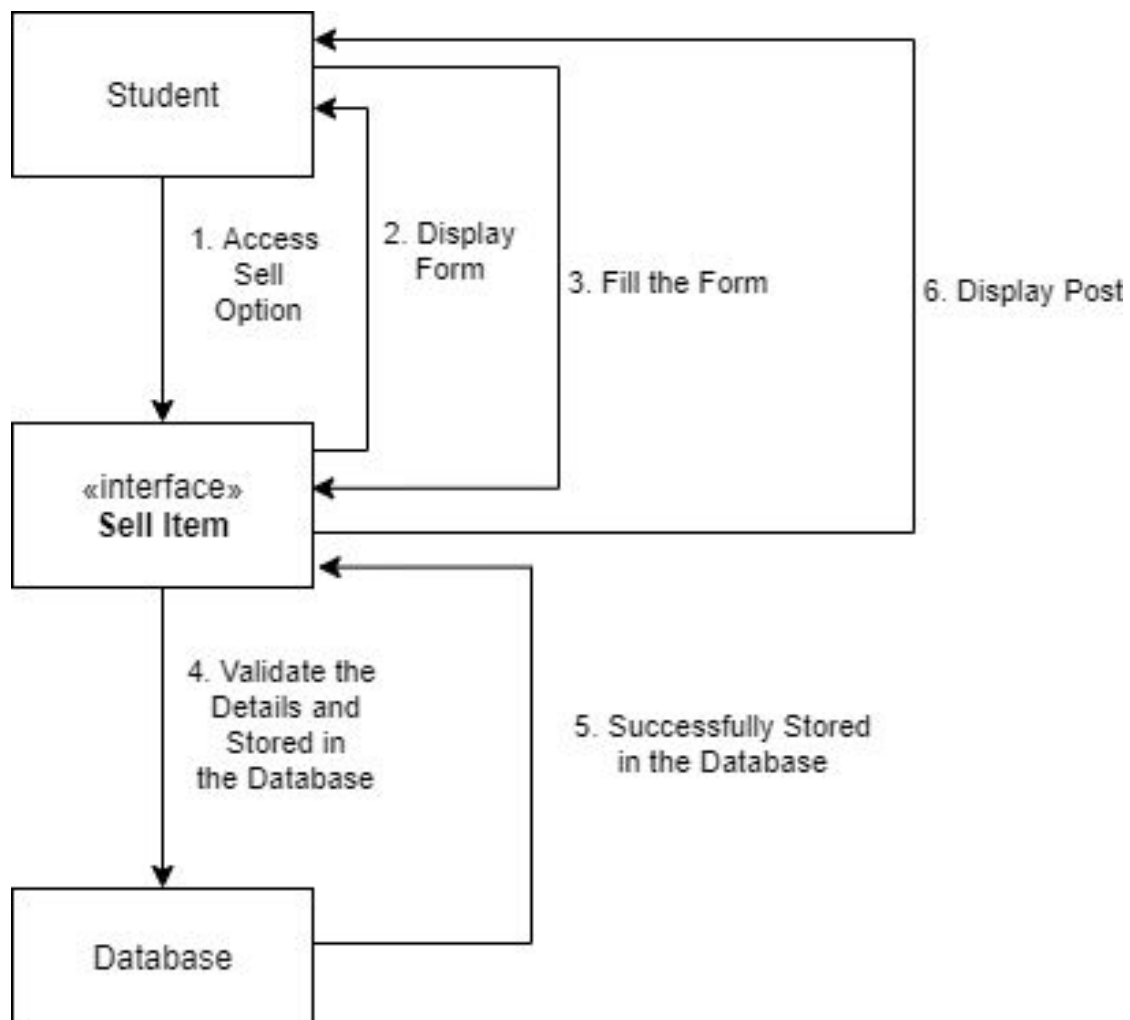 Student
1. Access
Sell
Option
2. Display
Form
3. Fill the Form
6. Display Post
«interface»
Sell Item
4. Validate the
Details and
Stored in
the Database
5. Successfully Stored
in the Database
Database